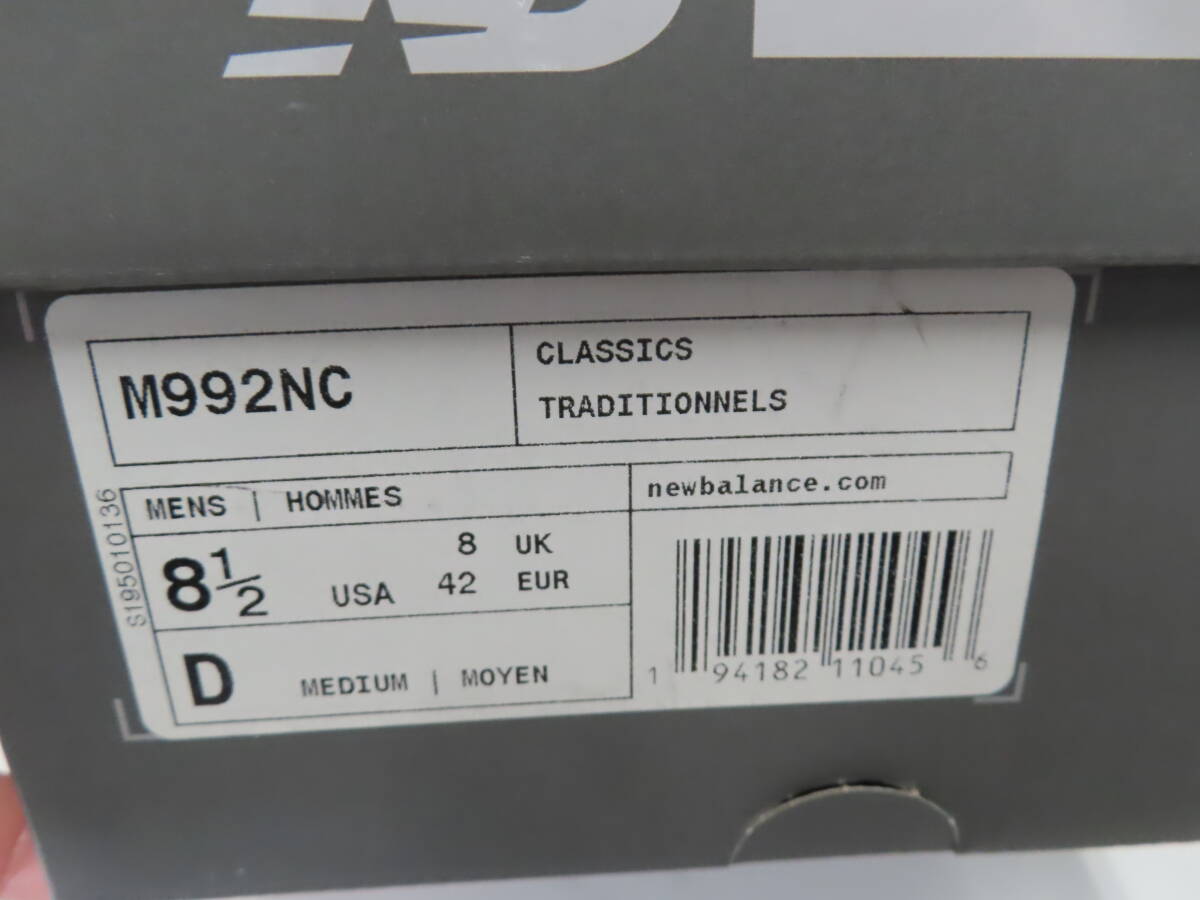 M992NC
CLASSICS
TRADITIONNELS
MENS | HOMMES
newbalance.com
8 1/2 USA
8 UK
42 EUR
D MEDIUM | MOYEN
S195010136
1 94182 11045 6